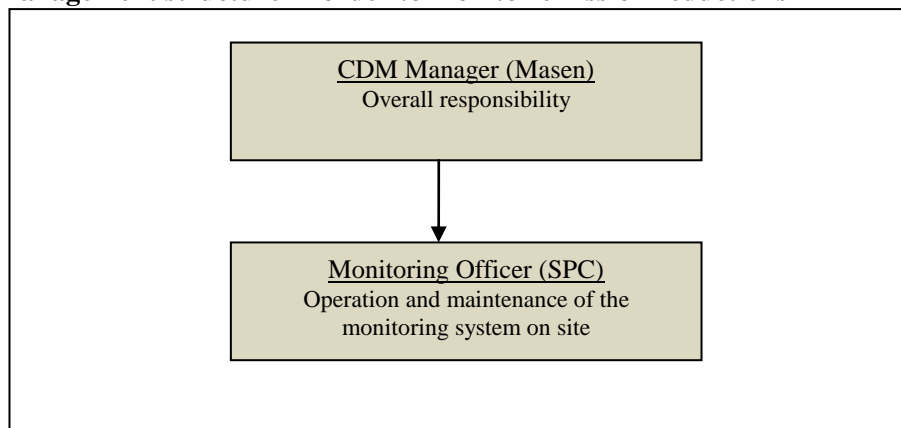 CDM Manager (Masen)
Overall responsibility
Monitoring Officer (SPC)
Operation and maintenance of the
monitoring system on site